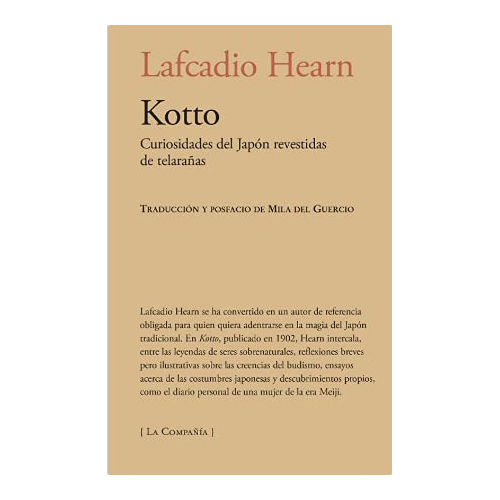 Lafcadio Hearn
Kotto
Curiosidades del Japón revestidas
de telarañas
Traducción y posfacio de Mila del Guercio
Lafcadio Hearn se ha convertido en un autor de referencia
obligada para quien quiera adentrarse en la magia del Japón
tradicional. En Kotto, publicado en 1902, Hearn intercala,
entre las leyendas de seres sobrenaturales, reflexiones breves
pero ilustrativas sobre las creencias del budismo, ensayos
acerca de las costumbres japonesas y descubrimientos propios,
como el diario personal de una mujer de la era Meiji.
{ La Compañía }